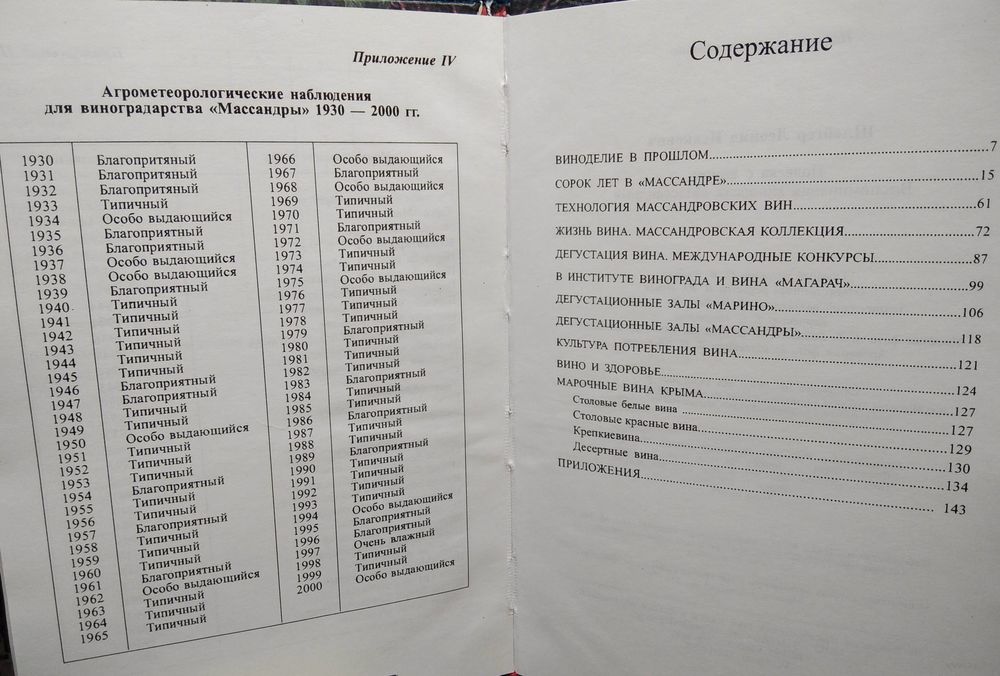 Приложение IV
Агрометеорологические наблюдения
для виноградарства «Массандры» 1930 — 2000 гг.
1930 Благопритяный 1966 Особо выдающийся
1931 Благопритяный 1967 Благоприятный
1932 Благопритяный 1968 Особо выдающийся
1933 Типичный 1969 Типичный
1934 Особо выдающийся 1970 Типичный
1935 Благоприятный 1971 Благоприятный
1936 Благоприятный 1972 Особо выдающийся
1937 Особо выдающийся 1973 Типичный
1938 Особо выдающийся 1974 Типичный
1939 Благоприятный 1975 Особо выдающийся
1940 Типичный 1976 Типичный
1941 Типичный 1977 Типичный
1942 Типичный 1978 Типичный
1943 Типичный 1979 Благоприятный
1944 Типичный 1980 Типичный
1945 Типичный 1981 Типичный
1946 Благоприятный 1982 Типичный
1947 Благоприятный 1983 Благоприятный
1948 Типичный 1984 Типичный
1949 Типичный 1985 Типичный
1950 Особо выдающийся 1986 Благоприятный
1951 Типичный 1987 Типичный
1952 Типичный 1988 Типичный
1953 Типичный 1989 Благоприятный
1954 Благоприятный 1990 Типичный
1955 Типичный 1991 Типичный
1956 Типичный 1992 Типичный
1957 Благоприятный 1993 Типичный
1958 Типичный 1994 Особо выдающийся
1959 Типичный 1995 Благоприятный
1960 Типичный 1996 Благоприятный
1961 Благоприятный 1997 Очень влажный
1962 Особо выдающийся 1998 Типичный
1963 Типичный 1999 Типичный
1964 Типичный 2000 Особо выдающийся
1965 Типичный
Содержание
ВИНОДЕЛИЕ В ПРОШЛОМ 7
СОРОК ЛЕТ В «МАССАНДРЕ» 15
ТЕХНОЛОГИЯ МАССАНДРОВСКИХ ВИН 61
ЖИЗНЬ ВИНА. МАССАНДРОВСКАЯ КОЛЛЕКЦИЯ 72
ДЕГУСТАЦИЯ ВИНА. МЕЖДУНАРОДНЫЕ КОНКУРСЫ 87
В ИНСТИТУТЕ ВИНОГРАДА И ВИНА «МАГАРАЧ» 99
ДЕГУСТАЦИОННЫЕ ЗАЛЫ «МАРИНО» 106
ДЕГУСТАЦИОННЫЕ ЗАЛЫ «МАССАНДРЫ» 118
КУЛЬТУРА ПОТРЕБЛЕНИЯ ВИНА 121
ВИНО И ЗДОРОВЬЕ 124
МАРОЧНЫЕ ВИНА КРЫМА 127
Столовые белые вина 127
Столовые красные вина 129
Крепкиевина 130
Десертные вина 134
ПРИЛОЖЕНИЯ 143